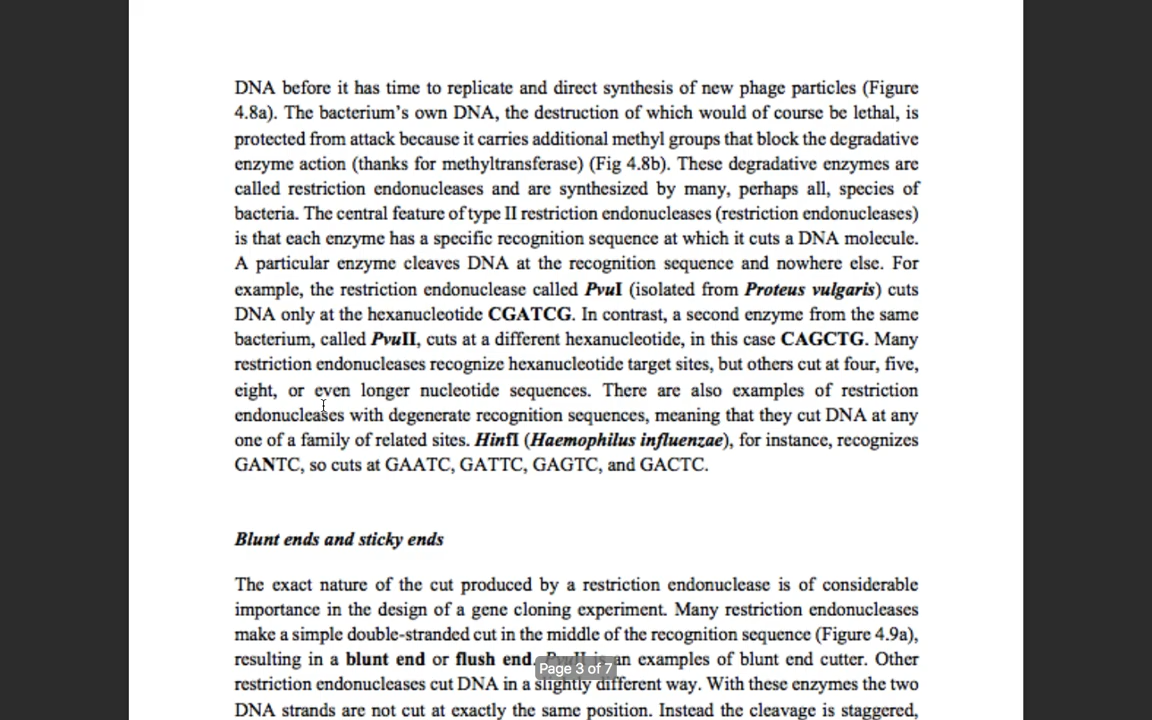 DNA before it has time to replicate and direct synthesis of new phage particles (Figure
4.8a). The bacterium’s own DNA, the destruction of which would of course be lethal, is
protected from attack because it carries additional methyl groups that block the degradative
enzyme action (thanks for methyltransferase) (Fig 4.8b). These degradative enzymes are
called restriction endonucleases and are synthesized by many, perhaps all, species of
bacteria. The central feature of type II restriction endonucleases (restriction endonucleases)
is that each enzyme has a specific recognition sequence at which it cuts a DNA molecule.
A particular enzyme cleaves DNA at the recognition sequence and nowhere else. For
example, the restriction endonuclease called PvuI (isolated from Proteus vulgaris) cuts
DNA only at the hexanucleotide CGATCG. In contrast, a second enzyme from the same
bacterium, called PvuII, cuts at a different hexanucleotide, in this case CAGCTG. Many
restriction endonucleases recognize hexanucleotide target sites, but others cut at four, five,
eight, or even longer nucleotide sequences. There are also examples of restriction
endonucleases with degenerate recognition sequences, meaning that they cut DNA at any
one of a family of related sites. HinfI (Haemophilus influenzae), for instance, recognizes
GANTC, so cuts at GAATC, GATTC, GAGTC, and GACTC.
Blunt ends and sticky ends
The exact nature of the cut produced by a restriction endonuclease is of considerable
importance in the design of a gene cloning experiment. Many restriction endonucleases
make a simple double-stranded cut in the middle of the recognition sequence (Figure 4.9a),
resulting in a blunt end or flush end. PvuII is an examples of blunt end cutter. Other
Page 3 of 7
restriction endonucleases cut DNA in a slightly different way. With these enzymes the two
DNA strands are not cut at exactly the same position. Instead the cleavage is staggered,